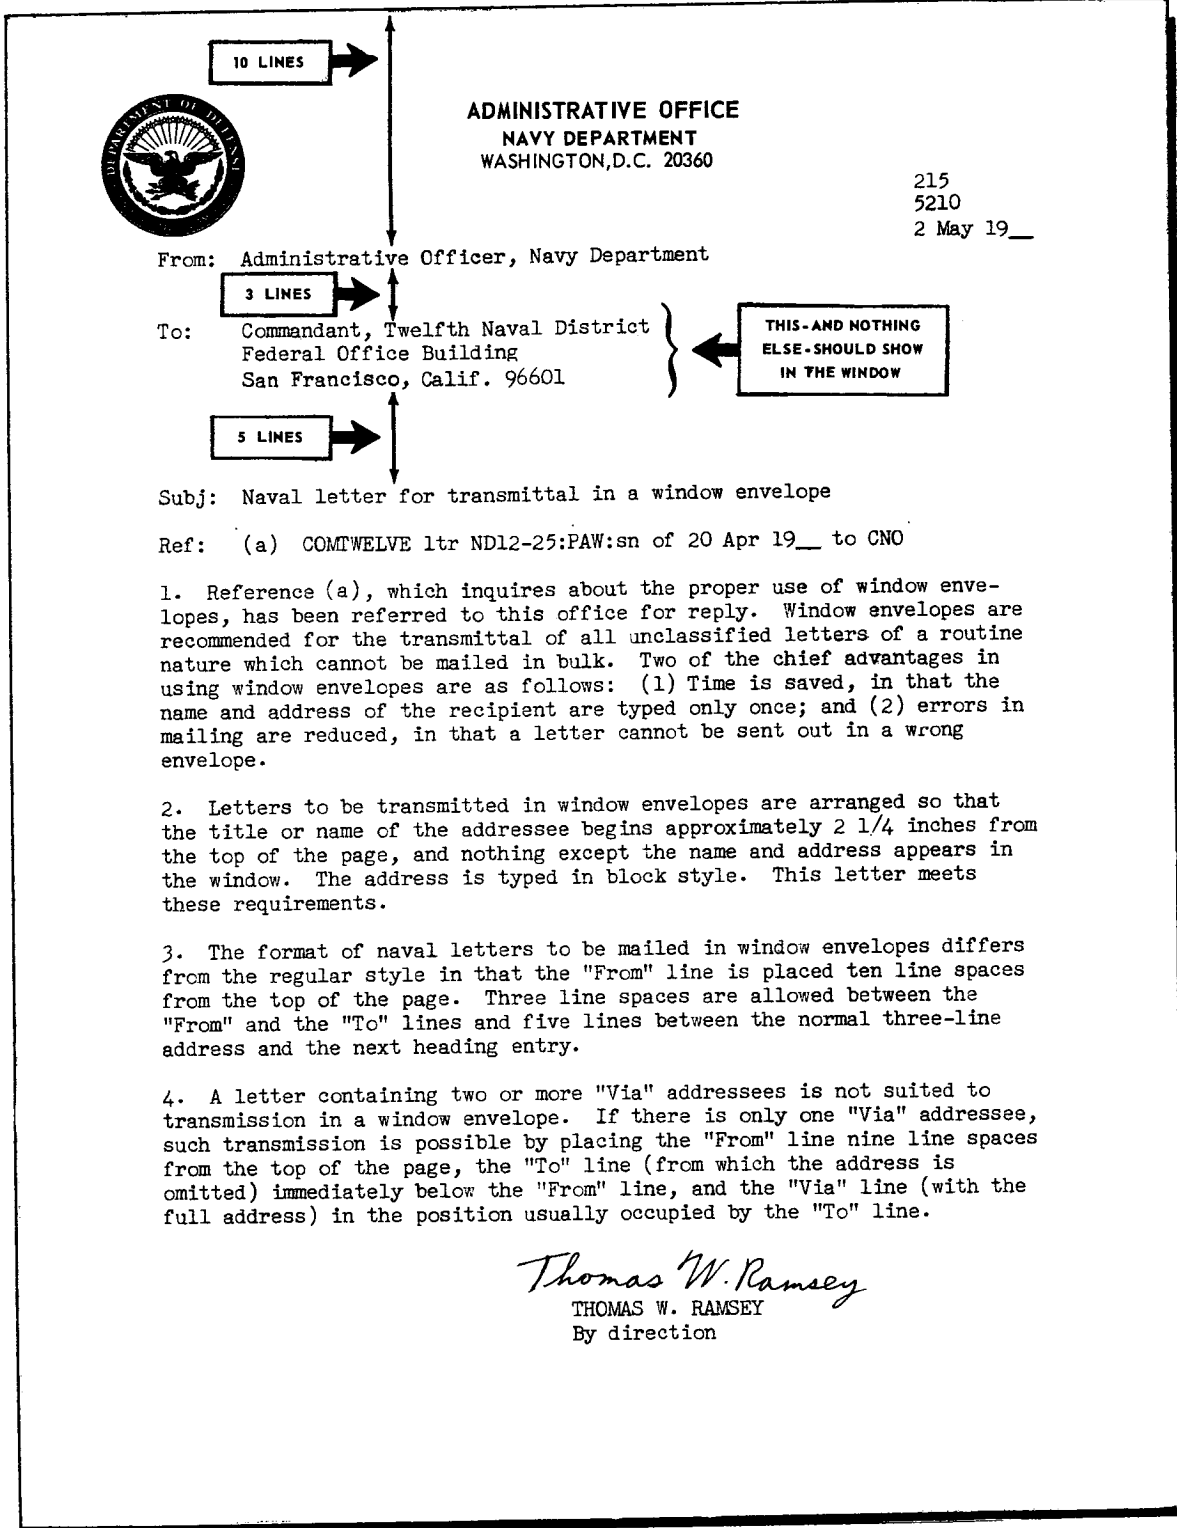 10 LINES
DEPARTMENT OF DEFENSE
ADMINISTRATIVE OFFICE
NAVY DEPARTMENT
WASHINGTON,D.C. 20360
215
5210
2 May 19__
From: Administrative Officer, Navy Department
3 LINES
To: Commandant, Twelfth Naval District
Federal Office Building
San Francisco, Calif. 96601
THIS-AND NOTHING
ELSE-SHOULD SHOW
IN THE WINDOW
5 LINES
Subj: Naval letter for transmittal in a window envelope
Ref: (a) COMTWELVE ltr ND12-25:PAW:sn of 20 Apr 19__ to CNO
1. Reference (a), which inquires about the proper use of window enve-
lopes, has been referred to this office for reply. Window envelopes are
recommended for the transmittal of all unclassified letters of a routine
nature which cannot be mailed in bulk. Two of the chief advantages in
using window envelopes are as follows: (1) Time is saved, in that the
name and address of the recipient are typed only once; and (2) errors in
mailing are reduced, in that a letter cannot be sent out in a wrong
envelope.
2. Letters to be transmitted in window envelopes are arranged so that
the title or name of the addressee begins approximately 2 1/4 inches from
the top of the page, and nothing except the name and address appears in
the window. The address is typed in block style. This letter meets
these requirements.
3. The format of naval letters to be mailed in window envelopes differs
from the regular style in that the "From" line is placed ten line spaces
from the top of the page. Three line spaces are allowed between the
"From" and the "To" lines and five lines between the normal three-line
address and the next heading entry.
4. A letter containing two or more "Via" addressees is not suited to
transmission in a window envelope. If there is only one "Via" addressee,
such transmission is possible by placing the "From" line nine line spaces
from the top of the page, the "To" line (from which the address is
omitted) immediately below the "From" line, and the "Via" line (with the
full address) in the position usually occupied by the "To" line.
Thomas W. Ramsey
THOMAS W. RAMSEY
By direction